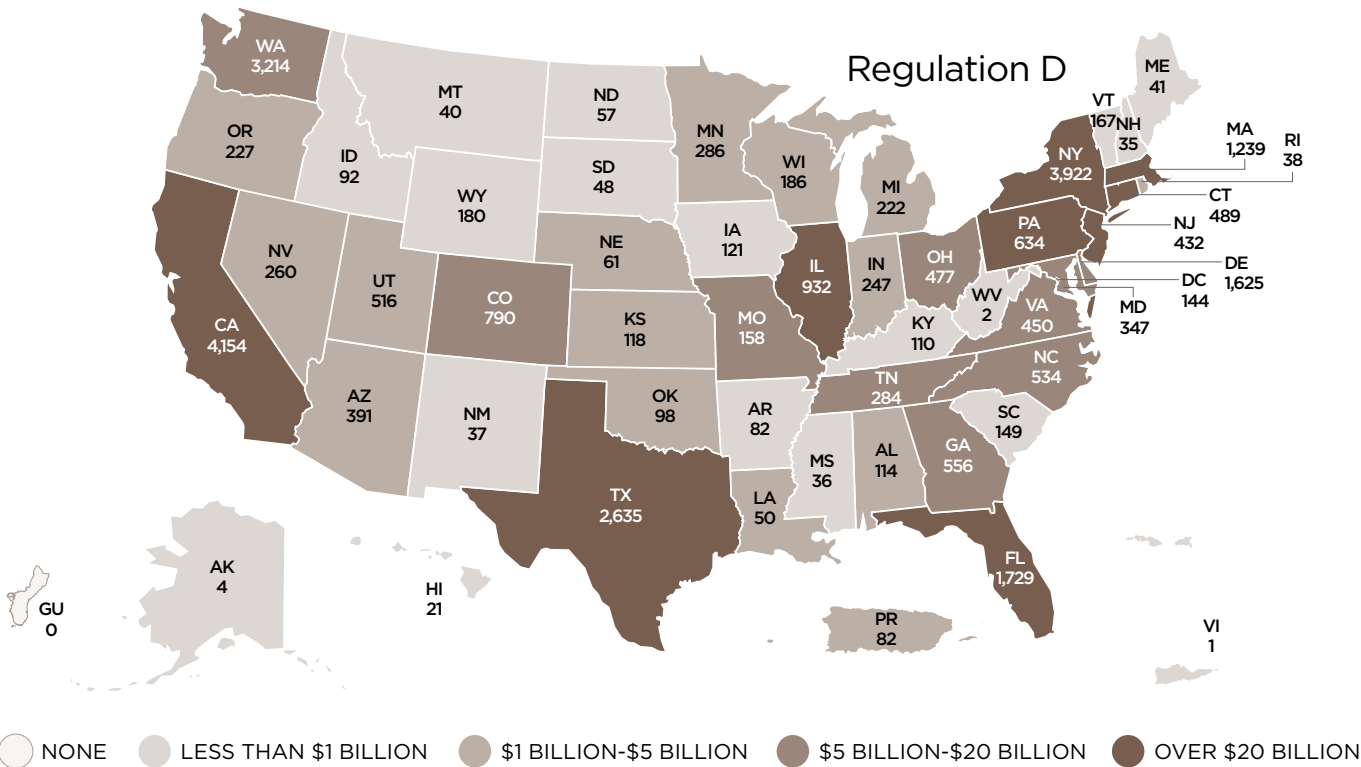 Regulation D
WA
3,214
OR
227
ID
92
MT
40
ND
57
SD
48
WY
180
MN
286
WI
186
MI
222
NY
3,922
VT
167
NH
35
ME
41
MA
1,239
RI
38
CT
489
NJ
432
DE
1,625
DC
144
MD
347
PA
634
NV
260
UT
516
CO
790
NE
61
IA
121
IL
932
IN
247
OH
477
WV
2
VA
450
CA
4,154
KS
118
MO
158
KY
110
NC
534
TN
284
SC
149
AZ
391
NM
37
OK
98
AR
82
MS
36
AL
114
GA
556
TX
2,635
LA
50
FL
1,729
AK
4
HI
21
GU
0
PR
82
VI
1
NONE
LESS THAN $1 BILLION
$1 BILLION-$5 BILLION
$5 BILLION-$20 BILLION
OVER $20 BILLION